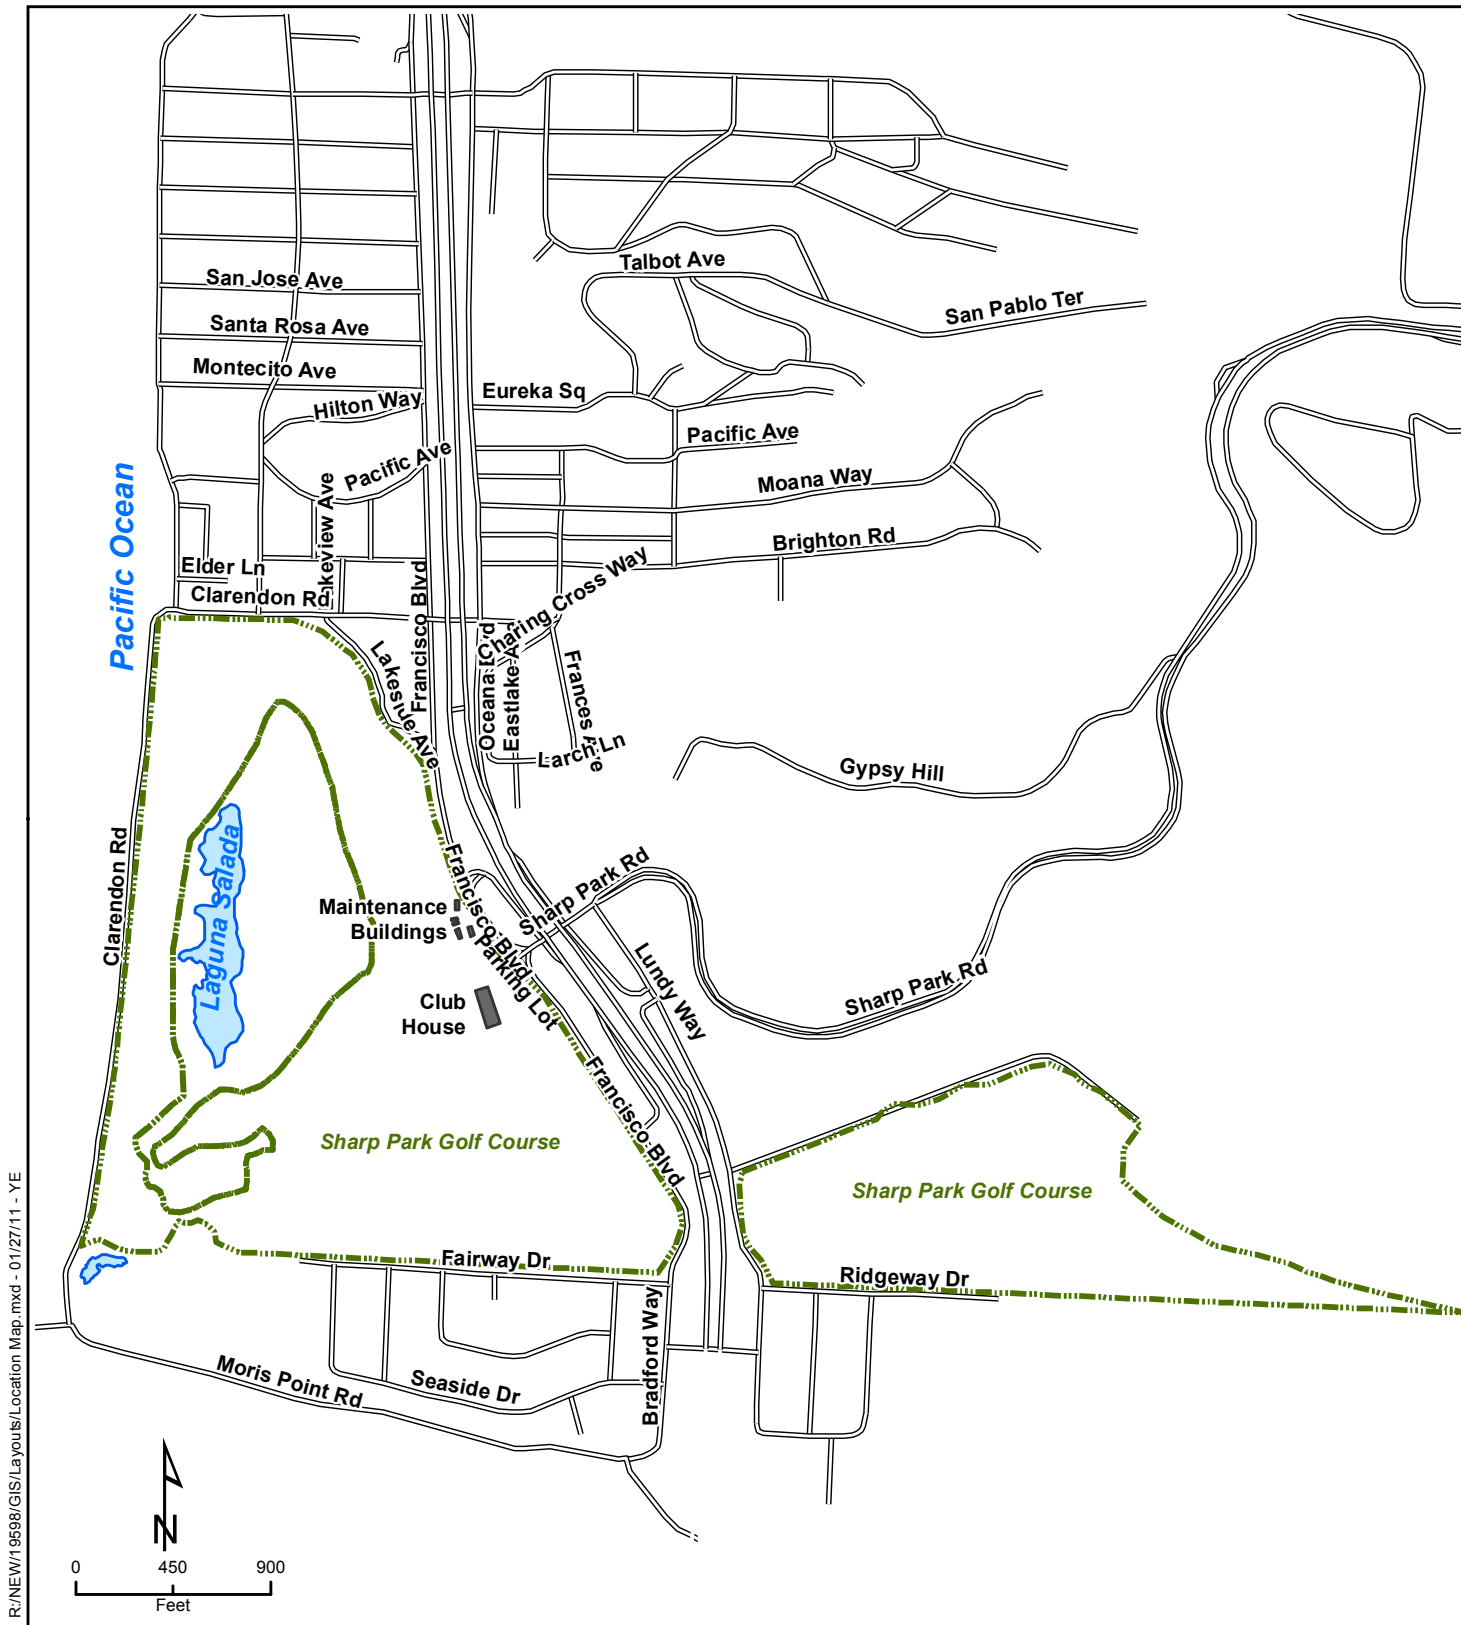 Talbot Ave
San Jose Ave
San Pablo Ter
Santa Rosa Ave
Montecito Ave
Eureka Sq
Hilton Way
Pacific Ave
Pacific Ave
Moana Way
Lakeview Ave
Pacific Ocean
Brighton Rd
Elder Ln
Clarendon Rd
Francisco Blvd
Charing Cross Way
Lakeside Ave
Oceana Blvd
Eastlake Ave
Frances Ave
Larch Ln
Gypsy Hill
Clarendon Rd
Laguna Salada
Francisco Blvd
Sharp Park Rd
Maintenance
Buildings
Parking Lot
Lundy Way
Sharp Park Rd
Club
House
Francisco Blvd
Sharp Park Golf Course
Sharp Park Golf Course
Fairway Dr
Ridgeway Dr
Bradford Way
Moris Point Rd
Seaside Dr
N
0 450 900
Feet
R:/NEW/19598/GIS/Layouts/Location Map.mxd - 01/27/11 - YE